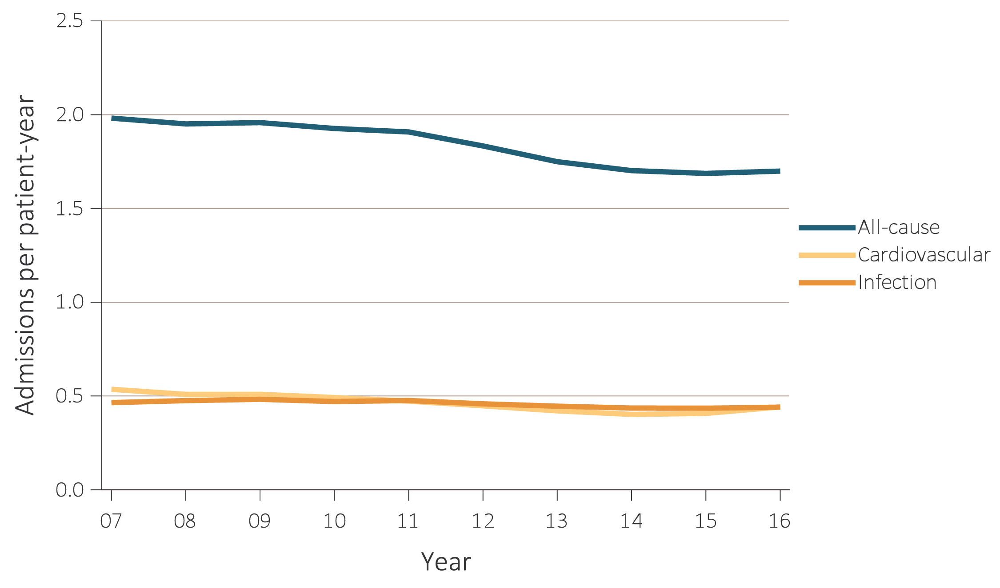 Admissions per patient-year
2.5
2.0
1.5
1.0
0.5
0.0
07 08 09 10 11 12 13 14 15 16
Year
All-cause
Cardiovascular
Infection